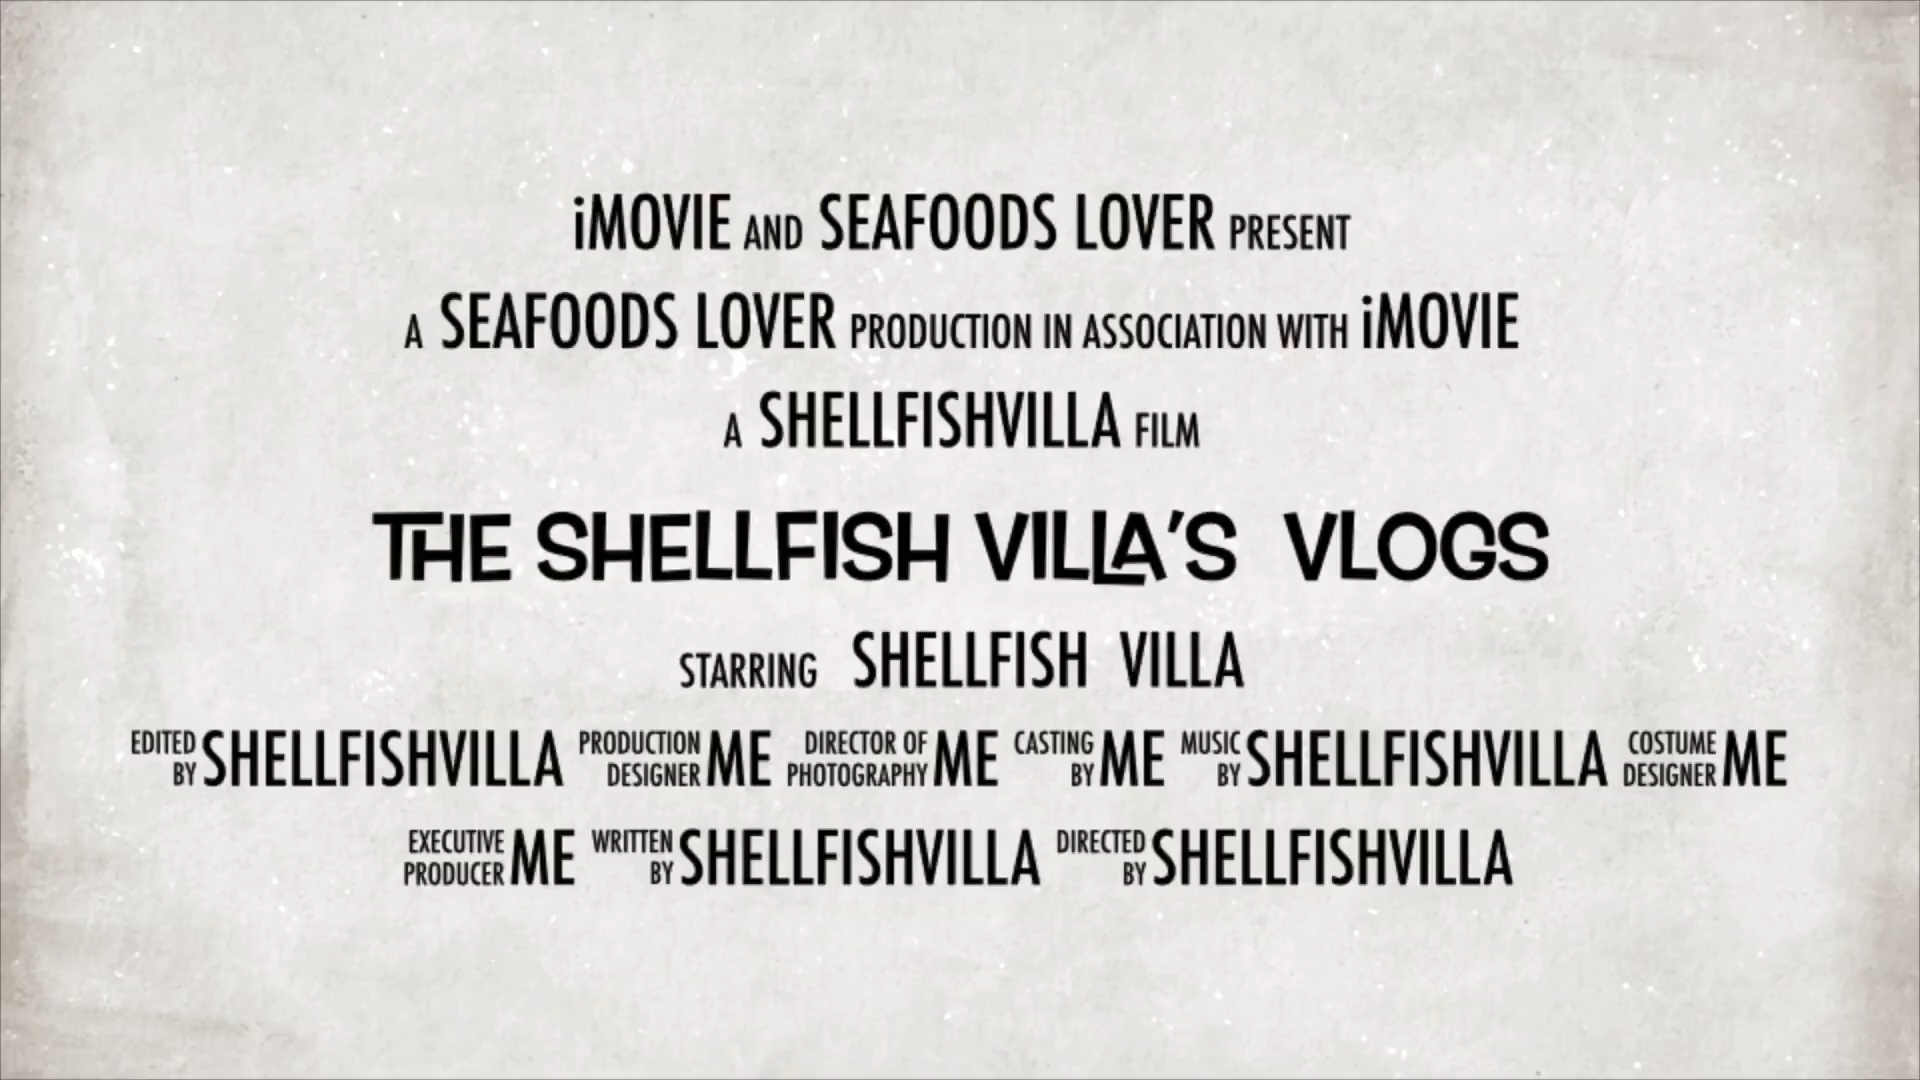 iMOVIE AND SEAFOODS LOVER PRESENT
A SEAFOODS LOVER PRODUCTION IN ASSOCIATION WITH iMOVIE
A SHELLFISHVILLA FILM
THE SHELLFISH VILLA'S VLOGS
STARRING SHELLFISH VILLA
EDITED BY SHELLFISHVILLA PRODUCTION DESIGNER ME DIRECTOR OF PHOTOGRAPHY ME CASTING BY ME MUSIC BY SHELLFISHVILLA COSTUME DESIGNER ME
EXECUTIVE PRODUCER ME WRITTEN BY SHELLFISHVILLA DIRECTED BY SHELLFISHVILLA